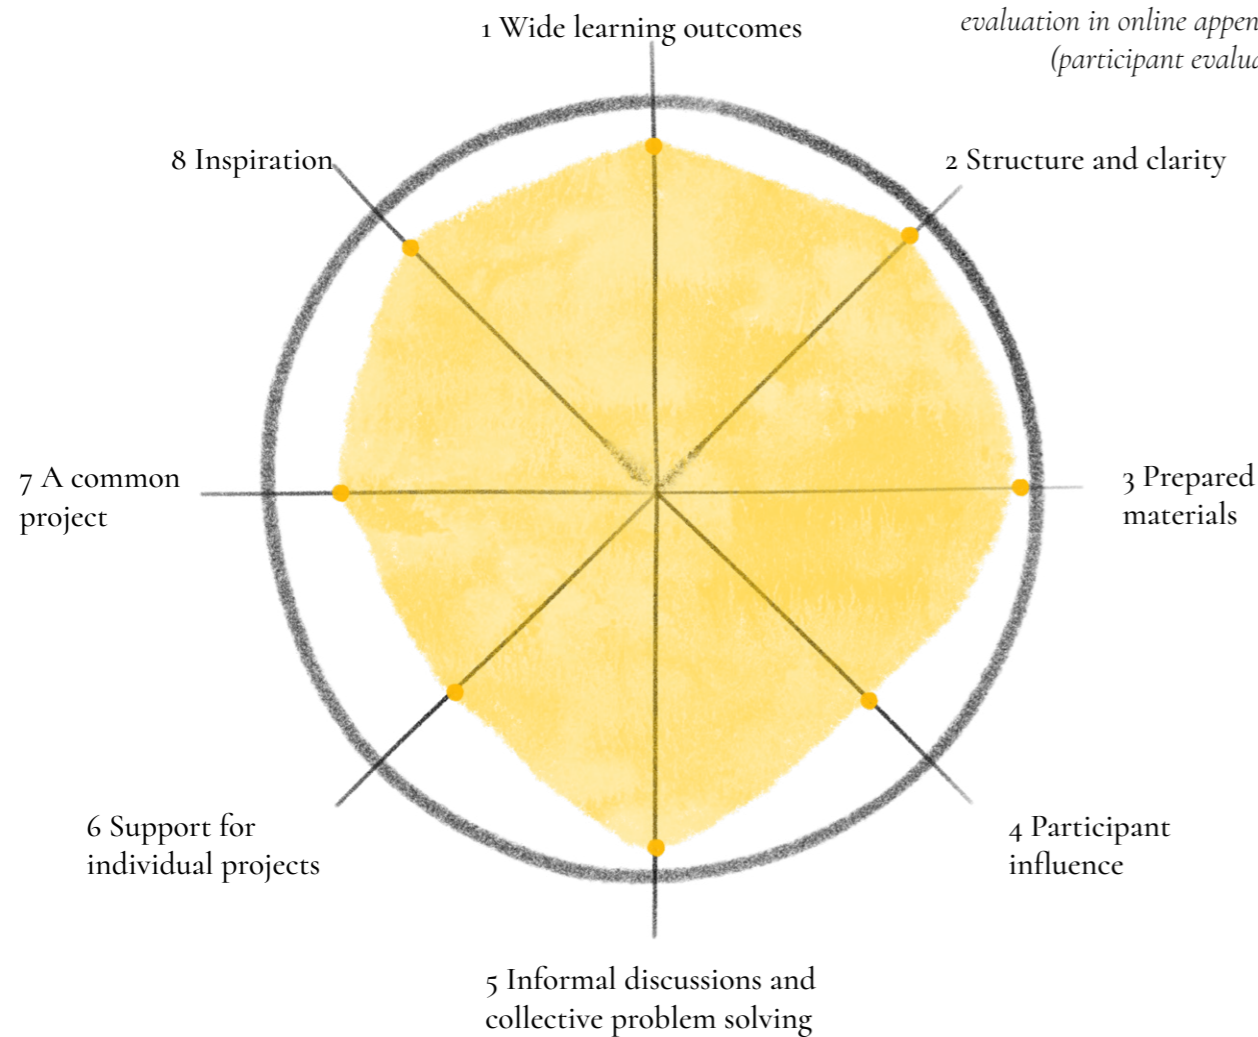 1 Wide learning outcomes
evaluation in online appen
(participant evalua
8 Inspiration
2 Structure and clarity
7 A common
project
3 Prepared
materials
6 Support for
individual projects
4 Participant
influence
5 Informal discussions and
collective problem solving